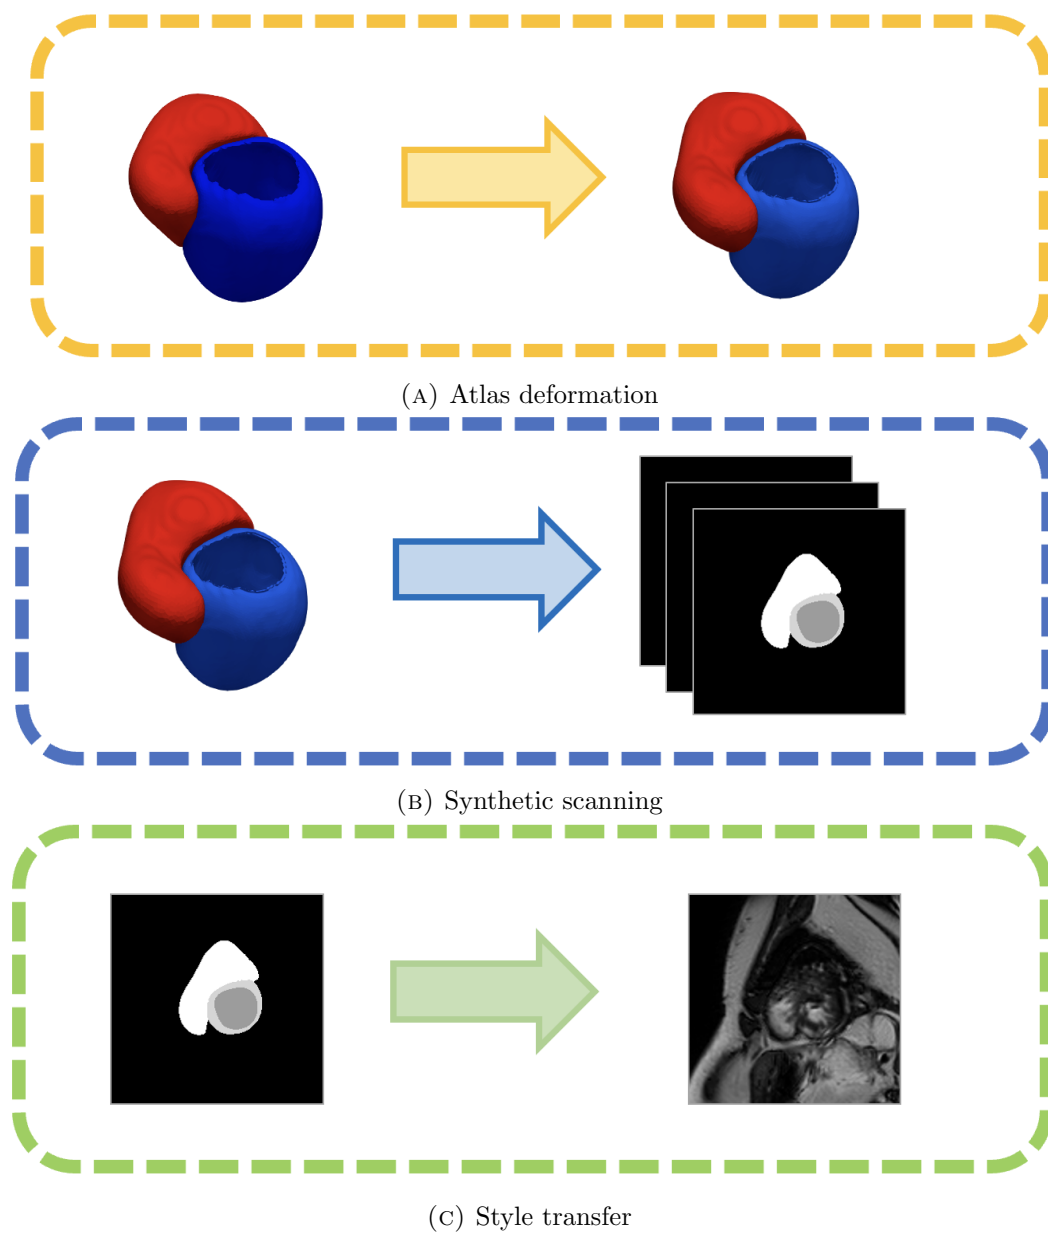 (A) Atlas deformation
(B) Synthetic scanning
(C) Style transfer